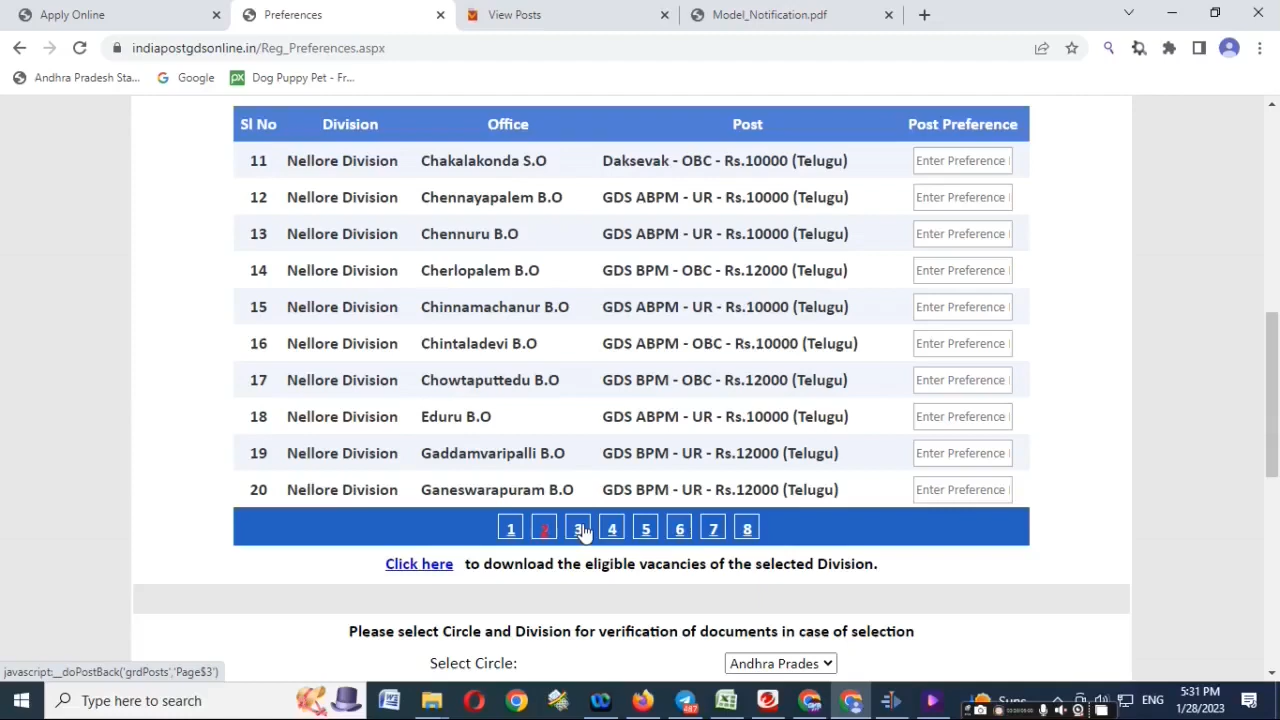 Apply Online
Preferences
View Posts
Model_Notification.pdf
indiapostgdsonline.in/Reg_Preferences.aspx
Andhra Pradesh Sta...
Google
Dog Puppy Pet - Fr...
Sl No Division Office Post Post Preference
11 Nellore Division Chakalakonda S.O Daksevak - OBC - Rs.10000 (Telugu) Enter Preference
12 Nellore Division Chennayapalem B.O GDS ABPM - UR - Rs.10000 (Telugu) Enter Preference
13 Nellore Division Chennuru B.O GDS ABPM - UR - Rs.10000 (Telugu) Enter Preference
14 Nellore Division Cherlopalem B.O GDS BPM - OBC - Rs.12000 (Telugu) Enter Preference
15 Nellore Division Chinnamachanur B.O GDS ABPM - UR - Rs.10000 (Telugu) Enter Preference
16 Nellore Division Chintaladevi B.O GDS ABPM - OBC - Rs.10000 (Telugu) Enter Preference
17 Nellore Division Chowtaputtedu B.O GDS BPM - OBC - Rs.12000 (Telugu) Enter Preference
18 Nellore Division Eduru B.O GDS ABPM - UR - Rs.10000 (Telugu) Enter Preference
19 Nellore Division Gaddamvaripalli B.O GDS BPM - UR - Rs.12000 (Telugu) Enter Preference
20 Nellore Division Ganeswarapuram B.O GDS BPM - UR - Rs.12000 (Telugu) Enter Preference
1 2 3 4 5 6 7 8
Click here to download the eligible vacancies of the selected Division.
Please select Circle and Division for verification of documents in case of selection
Select Circle: Andhra Prades
javascript:__doPostBack('grdPosts','Page$3')
Type here to search
ENG
5:31 PM
1/28/2023